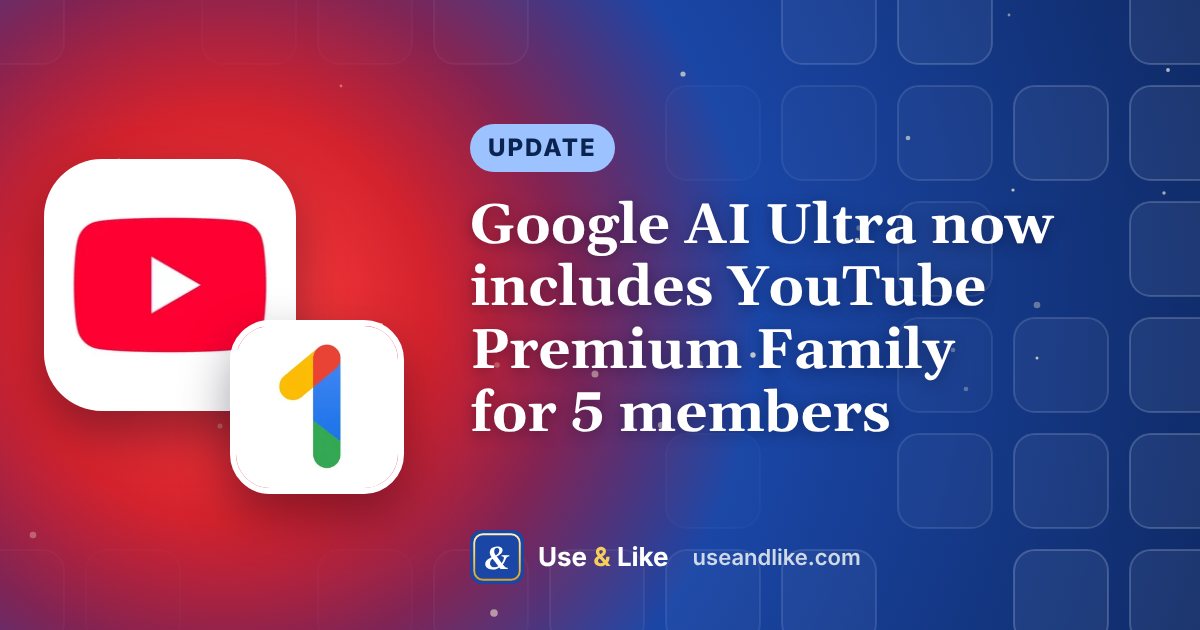 UPDATE
Google AI Ultra now
includes YouTube
Premium Family
for 5 members
& Use & Like useandlike.com